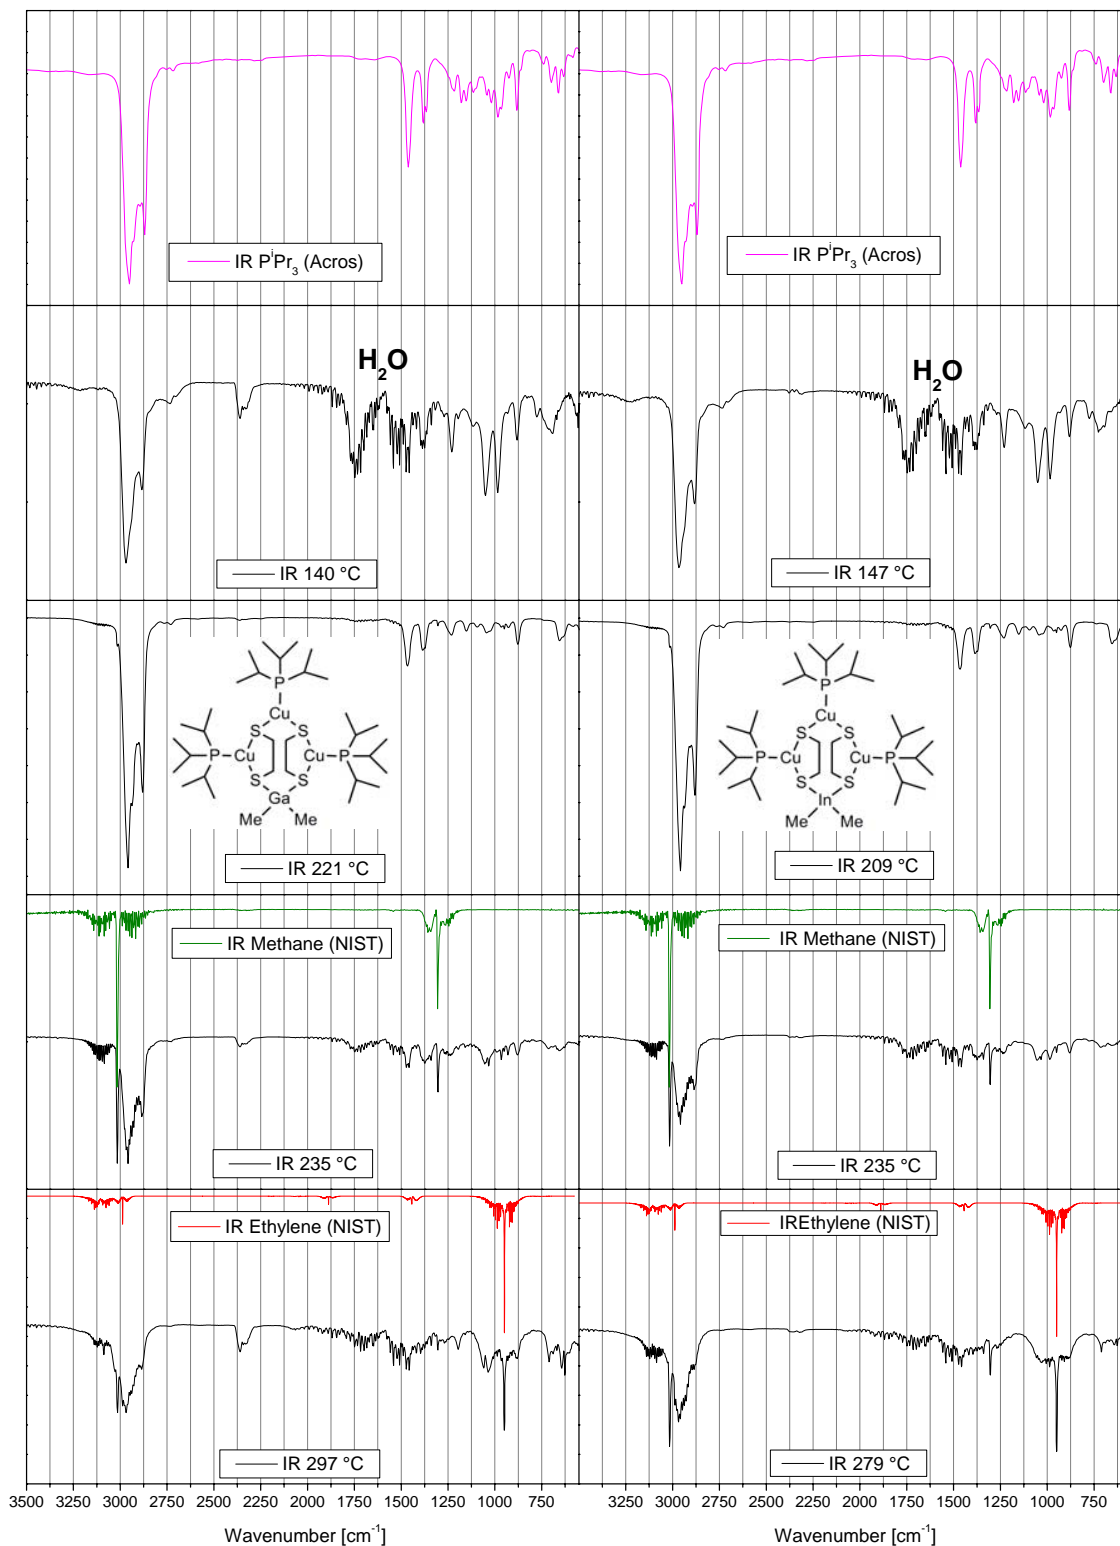 IR PiPr3 (Acros)
IR PiPr3 (Acros)
H2O
IR 140 °C
H2O
IR 147 °C
P
Cu
S S
P Cu Cu P
S S
Ga
Me Me
IR 221 °C
P
Cu
S S
P Cu Cu P
S S
In
Me Me
IR 209 °C
IR Methane (NIST)
IR 235 °C
IR Methane (NIST)
IR 235 °C
IR Ethylene (NIST)
IR 297 °C
IREthylene (NIST)
IR 279 °C
3500 3250 3000 2750 2500 2250 2000 1750 1500 1250 1000 750
3250 3000 2750 2500 2250 2000 1750 1500 1250 1000 750
Wavenumber [cm-1]
Wavenumber [cm-1]